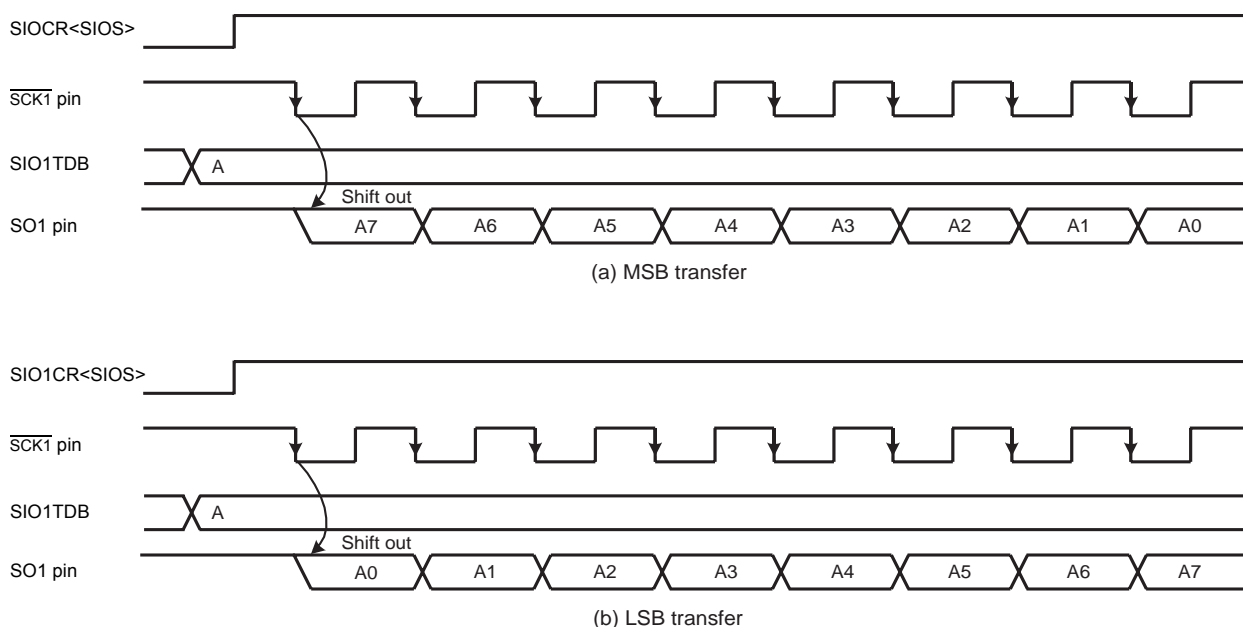 SIOCR<SIOS>
SCK1 pin
SIO1TDB
A
Shift out
SO1 pin
A7 A6 A5 A4 A3 A2 A1 A0
(a) MSB transfer
SIO1CR<SIOS>
SCK1 pin
SIO1TDB
A
Shift out
SO1 pin
A0 A1 A2 A3 A4 A5 A6 A7
(b) LSB transfer